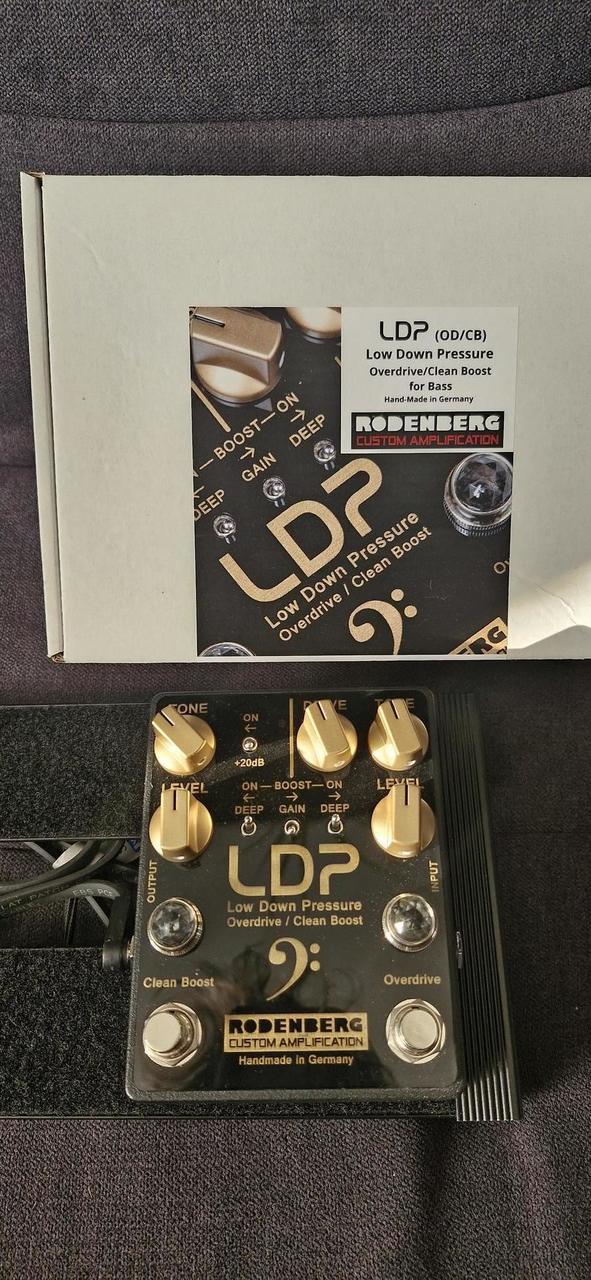 LDP (OD/CB)
Low Down Pressure
Overdrive/Clean Boost
for Bass
Hand-Made in Germany
RODENBERG
CUSTOM AMPLIFICATION
BOOST ON
GAIN DEEP
DEEP
LDP
Low Down Pressure
Overdrive / Clean Boost
TONE ON
+20dB
LEVEL ON BOOST ON LEVEL
DEEP GAIN DEEP
OUTPUT INPUT
LDP
Low Down Pressure
Overdrive / Clean Boost
Clean Boost Overdrive
RODENBERG
CUSTOM AMPLIFICATION
Handmade in Germany